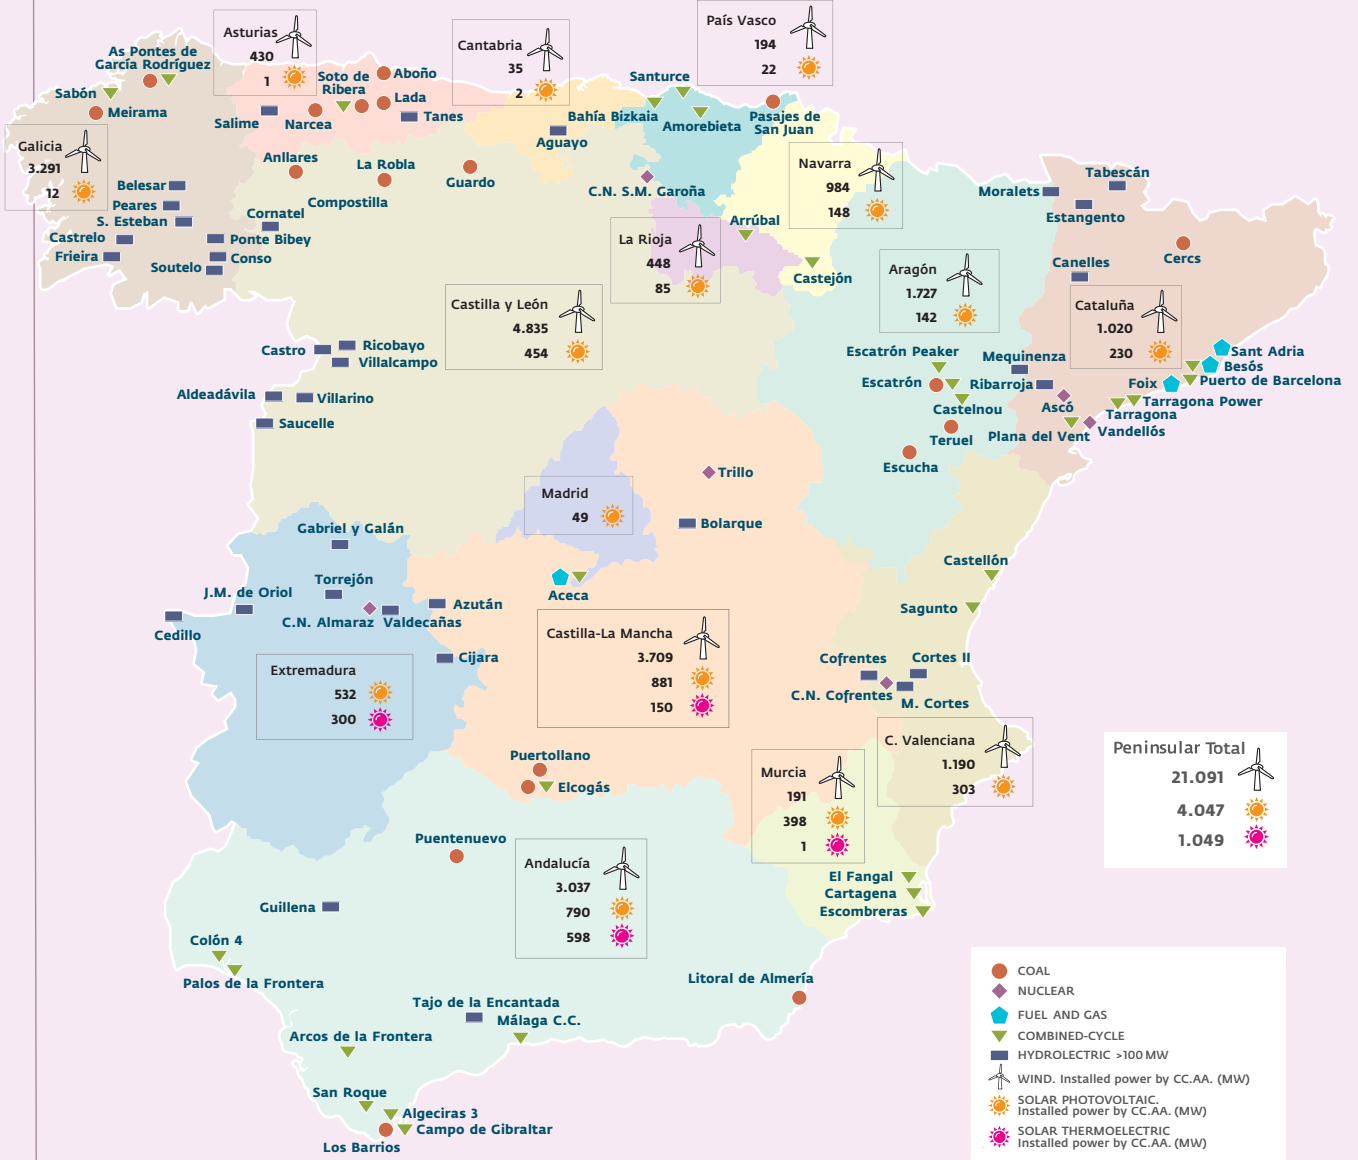 Asturias
430
1
Cantabria
35
2
País Vasco
194
22
As Pontes de
García Rodríguez
Sabón
Meirama
Soto de
Ribera
Aboño
Lada
Salime
Narcea
Tanes
Santurce
Bahía Bizkaia
Amorebieta
Pasajes de
San Juan
Aguayo
Galicia
3.291
12
Anllares
La Robla
Guardo
Compostilla
C.N. S.M. Garoña
Navarra
984
148
Belesar
Peares
S. Esteban
Castrelo
Frieira
Cornatel
Ponte Bibey
Conso
Soutelo
Arrúbal
La Rioja
448
85
Castejón
Moralets
Tabescán
Estangento
Cercs
Canelles
Aragón
1.727
142
Cataluña
1.020
230
Castilla y León
4.835
454
Castro
Ricobayo
Villalcampo
Aldeadávila
Villarino
Saucelle
Escatrón Peaker
Escatrón
Castelnou
Teruel
Escucha
Mequinenza
Ribarroja
Ascó
Plana del Vent
Vandellós
Foix
Sant Adria
Besós
Puerto de Barcelona
Tarragona Power
Tarragona
Madrid
49
Trillo
Bolarque
Gabriel y Galán
Torrejón
J.M. de Oriol
Cedillo
C.N. Almaraz
Valdecañas
Azután
Cijara
Aceca
Castellón
Sagunto
Castilla-La Mancha
3.709
881
150
Extremadura
532
300
Cofrentes
Cortes II
C.N. Cofrentes
M. Cortes
C. Valenciana
1.190
303
Puertollano
Elcogás
Murcia
191
398
1
Peninsular Total
21.091
4.047
1.049
Puentenuevo
Andalucía
3.037
790
598
El Fangal
Cartagena
Escombreras
Guillena
Colón 4
Palos de la Frontera
Litoral de Almería
Tajo de la Encantada
Málaga C.C.
Arcos de la Frontera
San Roque
Algeciras 3
Campo de Gibraltar
Los Barrios
COAL
NUCLEAR
FUEL AND GAS
COMBINED-CYCLE
HYDROLECTRIC >100 MW
WIND. Installed power by CC.AA. (MW)
SOLAR PHOTOVOLTAIC.
Installed power by CC.AA. (MW)
SOLAR THERMOELECTRIC
Installed power by CC.AA. (MW)